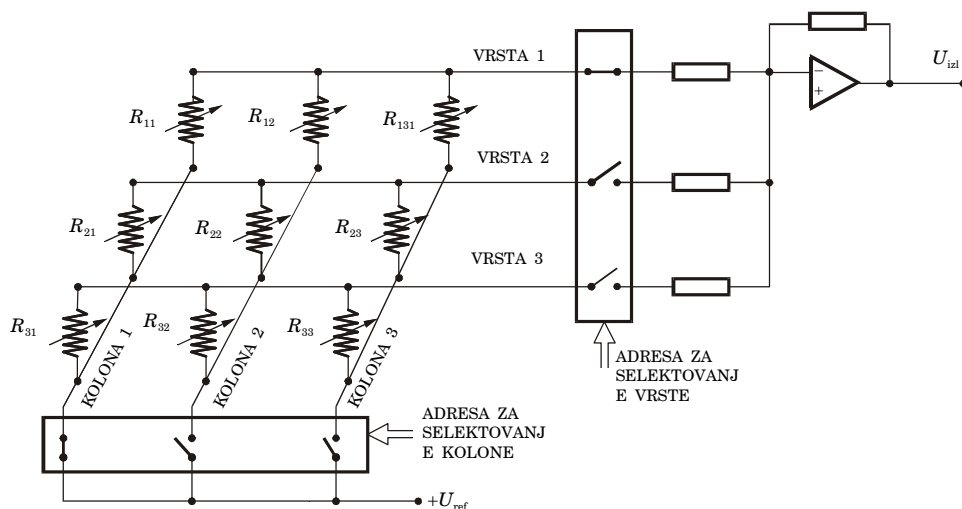 VRSTA 1
U_izl
−
+
R_11
R_12
R_131
VRSTA 2
R_21
R_22
R_23
VRSTA 3
R_31
R_32
R_33
KOLONA 1
KOLONA 2
KOLONA 3
ADRESA ZA
SELEKTOVANJ
E VRSTE
ADRESA ZA
SELEKTOVANJ
E KOLONE
+U_ref